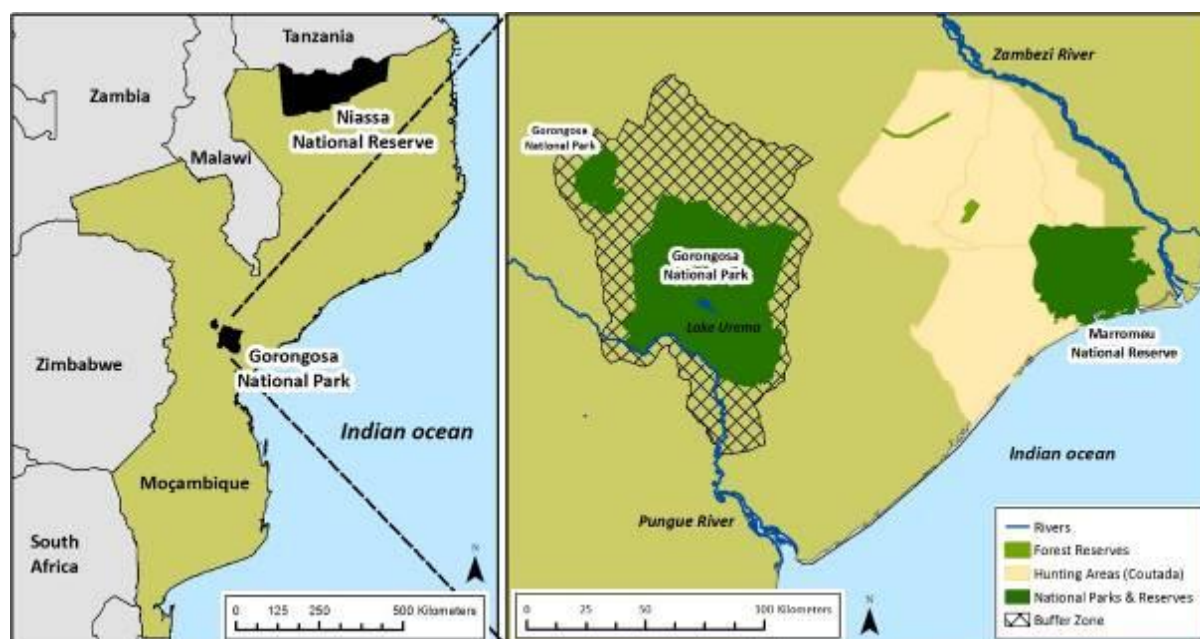 Tanzania
Zambia
Niassa
National Reserve
Malawi
Zimbabwe
Gorongosa
National Park
Indian ocean
Moçambique
South
Africa
N
0 125 250 500 Kilometers
Zambezi River
Gorongosa
National Park
Gorongosa
National Park
Lake Urema
Marromeu
National Reserve
Indian ocean
Pungue River
Rivers
Forest Reserves
Hunting Areas (Coutada)
National Parks & Reserves
Buffer Zone
0 25 50 100 Kilometers
N